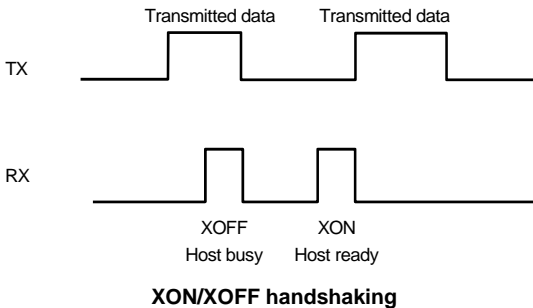 Transmitted data Transmitted data
TX
RX
XOFF XON
Host busy Host ready
XON/XOFF handshaking